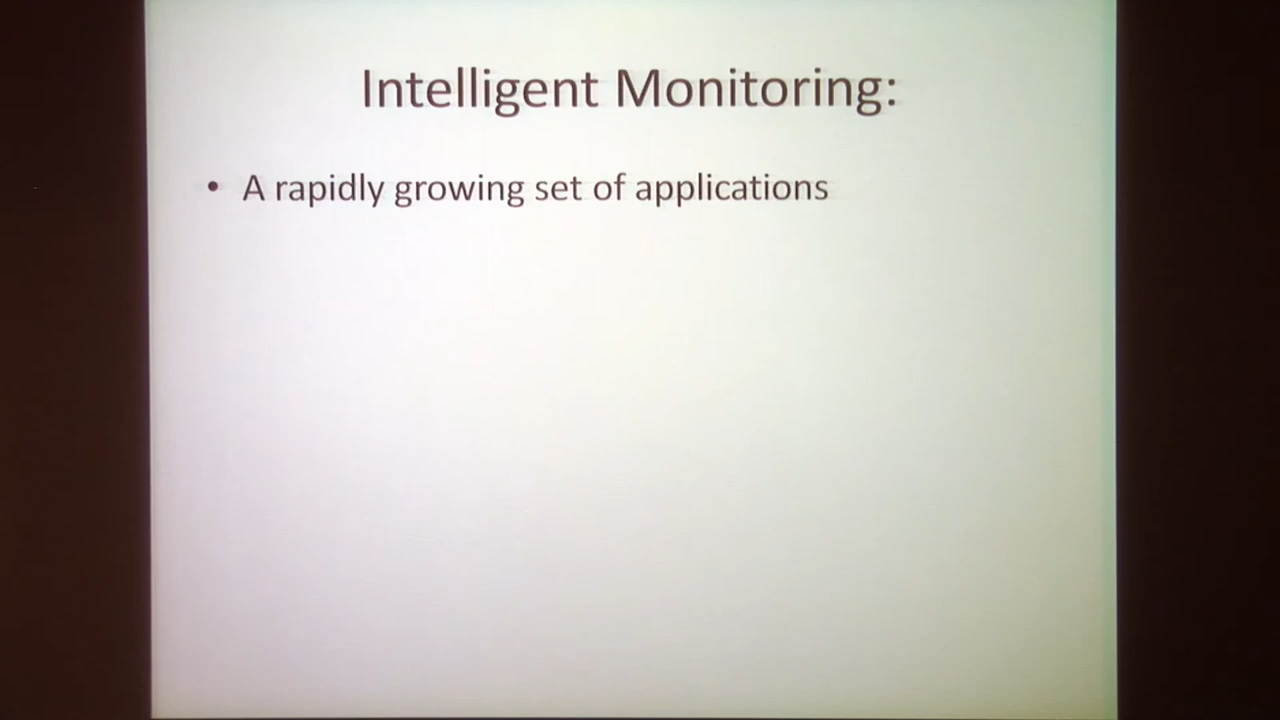 Intelligent Monitoring:
• A rapidly growing set of applications